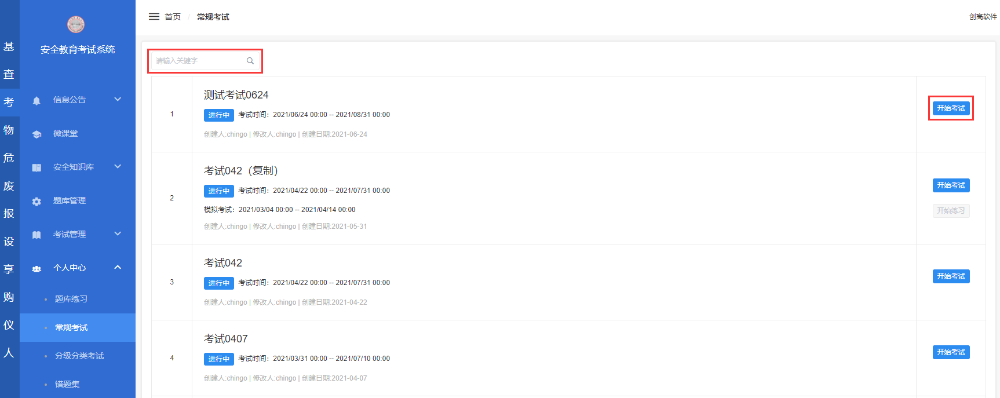 基
查
考
物
危
废
报
设
享
购
仪
人
安全教育考试系统
信息公告
微课堂
安全知识库
题库管理
考试管理
个人中心
题库练习
常规考试
分级分类考试
错题集
首页 / 常规考试
创高软件
请输入关键字
1
测试考试0624
进行中 考试时间：2021/06/24 00:00 -- 2021/08/31 00:00
创建人:chingo | 修改人:chingo | 创建日期:2021-06-24
开始考试
2
考试042（复制）
进行中 考试时间：2021/04/22 00:00 -- 2021/07/31 00:00
模拟考试：2021/03/04 00:00 -- 2021/04/14 00:00
创建人:chingo | 修改人:chingo | 创建日期:2021-05-31
开始考试
开始练习
3
考试042
进行中 考试时间：2021/04/22 00:00 -- 2021/07/31 00:00
创建人:chingo | 修改人:chingo | 创建日期:2021-04-22
开始考试
4
考试0407
进行中 考试时间：2021/03/31 00:00 -- 2021/07/10 00:00
创建人:chingo | 修改人:chingo | 创建日期:2021-04-07
开始考试